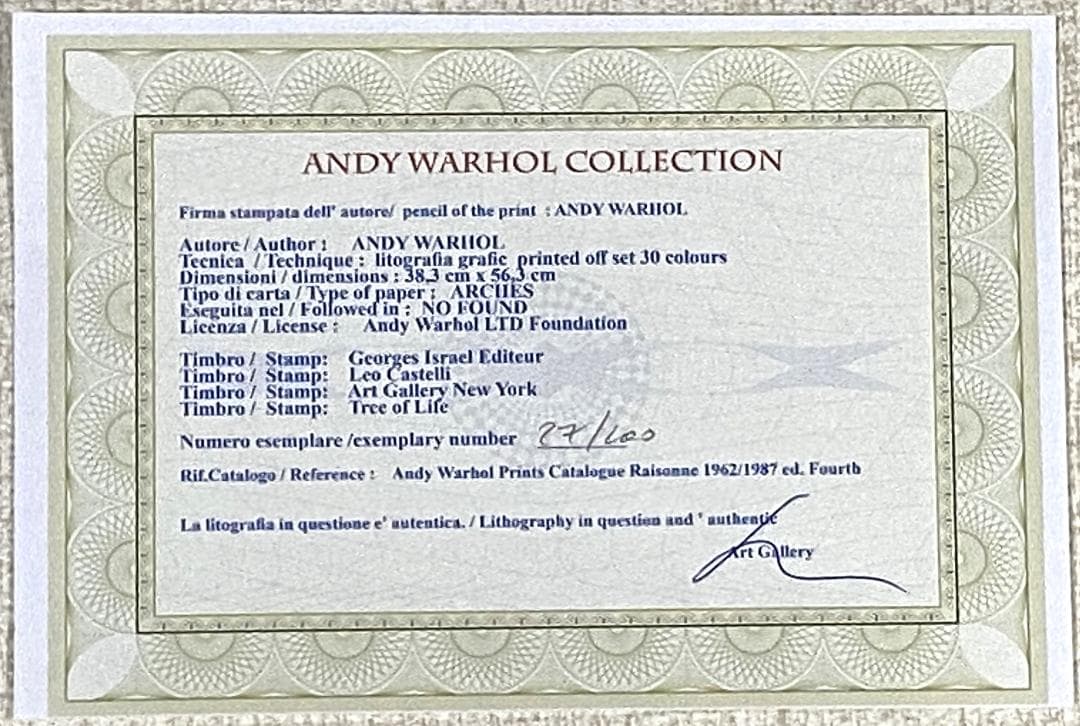 ANDY WARHOL COLLECTION
Firma stampata dell' autore/ pencil of the print : ANDY WARHOL
Autore / Author : ANDY WARHOL
Tecnica / Technique : litografia grafic printed off set 30 colours
Dimensioni / dimensions : 38,3 cm x 56,3 cm
Tipo di carta / Type of paper : ARCHES
Eseguita nel / Followed in : NO FOUND
Licenza / License : Andy Warhol LTD Foundation
Timbro / Stamp: Georges Israel Editeur
Timbro / Stamp: Leo Castelli
Timbro / Stamp: Art Gallery New York
Timbro / Stamp: Tree of Life
Numero esemplare /exemplary number 27/100
Rif.Catalogo / Reference : Andy Warhol Prints Catalogue Raisonne 1962/1987 ed. Fourth
La litografia in questione e' autentica. / Lithography in question and ' authentic
Art Gallery